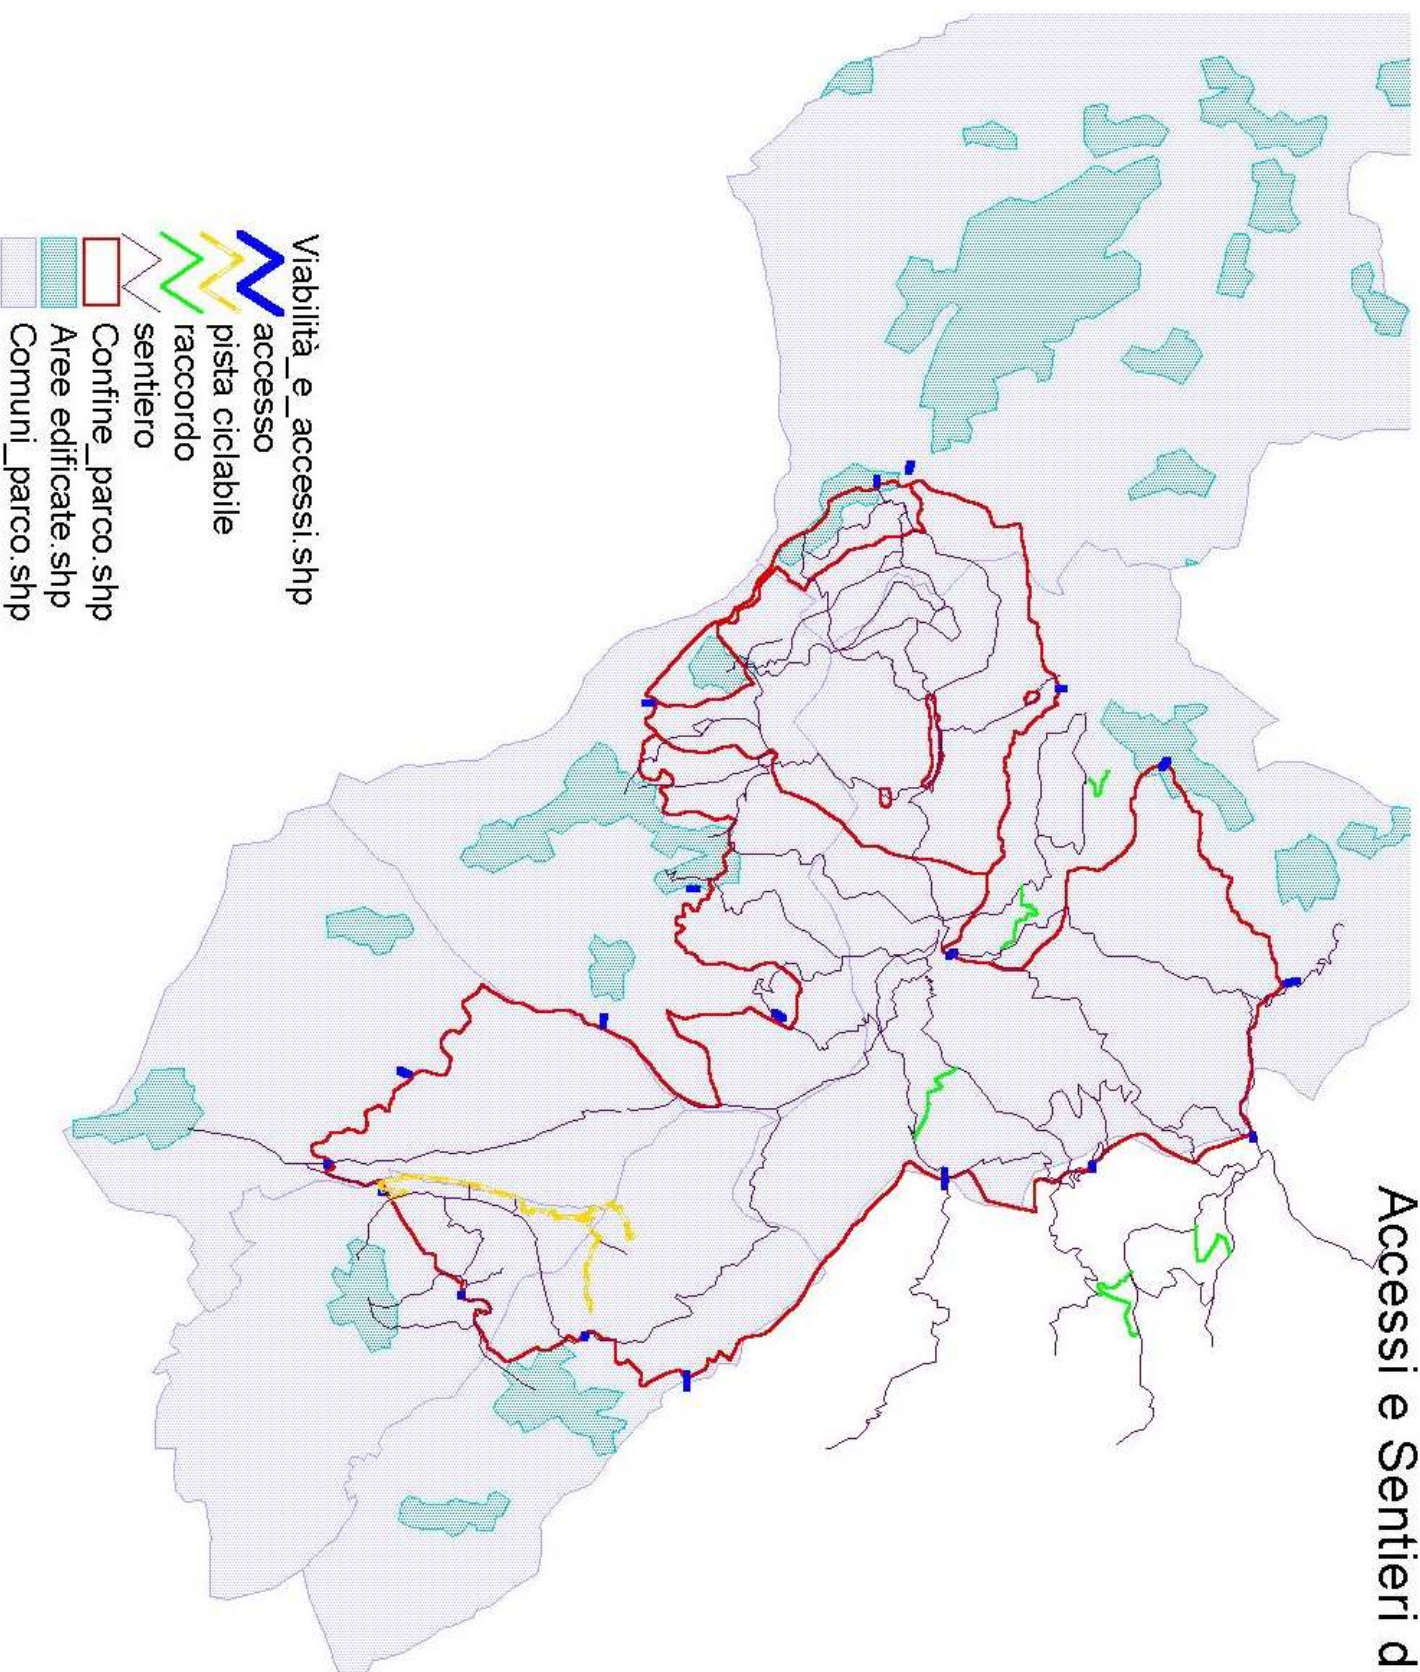 Accessi e Sentieri d
Viabilità_e_accessi.shp
accesso
pista ciclabile
raccordo
sentiero
Confine_parco.shp
Aree edificate.shp
Comuni_parco.shp